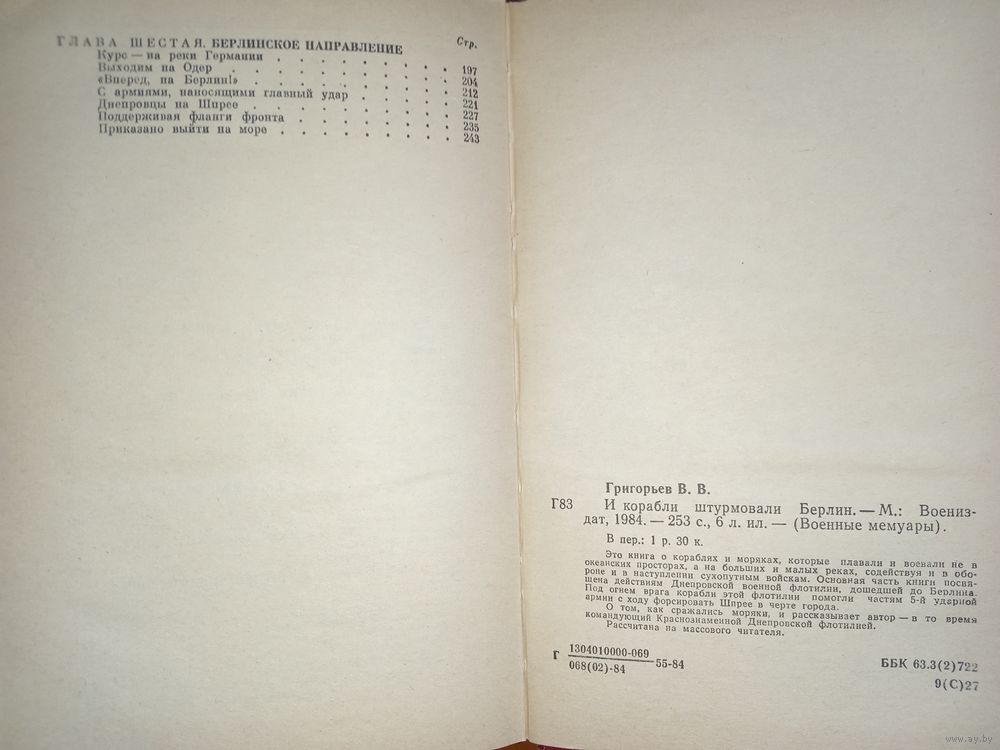 Стр.
ГЛАВА ШЕСТАЯ. БЕРЛИНСКОЕ НАПРАВЛЕНИЕ
Курс — на реки Германии . . . . . . . . 197
Выходим на Одер . . . . . . . . . . 204
«Вперед, на Берлин!» . . . . . . . . . 212
С армиями, наносящими главный удар . . . . . 221
Днепровцы на Шпрее . . . . . . . . . 227
Поддерживая фланги фронта . . . . . . . 235
Приказано выйти на море . . . . . . . . 243
Григорьев В. В.
Г83 И корабли штурмовали Берлин. — М.: Воениз-
дат, 1984. — 253 с., 6 л. ил. — (Военные мемуары).
В пер.: 1 р. 30 к.
Это книга о кораблях и моряках, которые плавали и воевали не в
океанских просторах, а на больших и малых реках, содействуя и в обо-
роне и в наступлении сухопутным войскам. Основная часть книги посвя-
щена действиям Днепровской военной флотилии, дошедшей до Берлина.
Под огнем врага корабли этой флотилии помогли частям 5-й ударной
армии с ходу форсировать Шпрее в черте города.
О том, как сражались моряки, и рассказывает автор — в то время
командующий Краснознаменной Днепровской флотилией.
Рассчитана на массового читателя.
Г 1304010000-069
068(02)-84 55-84
ББК 63.3(2)722
9(С)27
www.ay.by